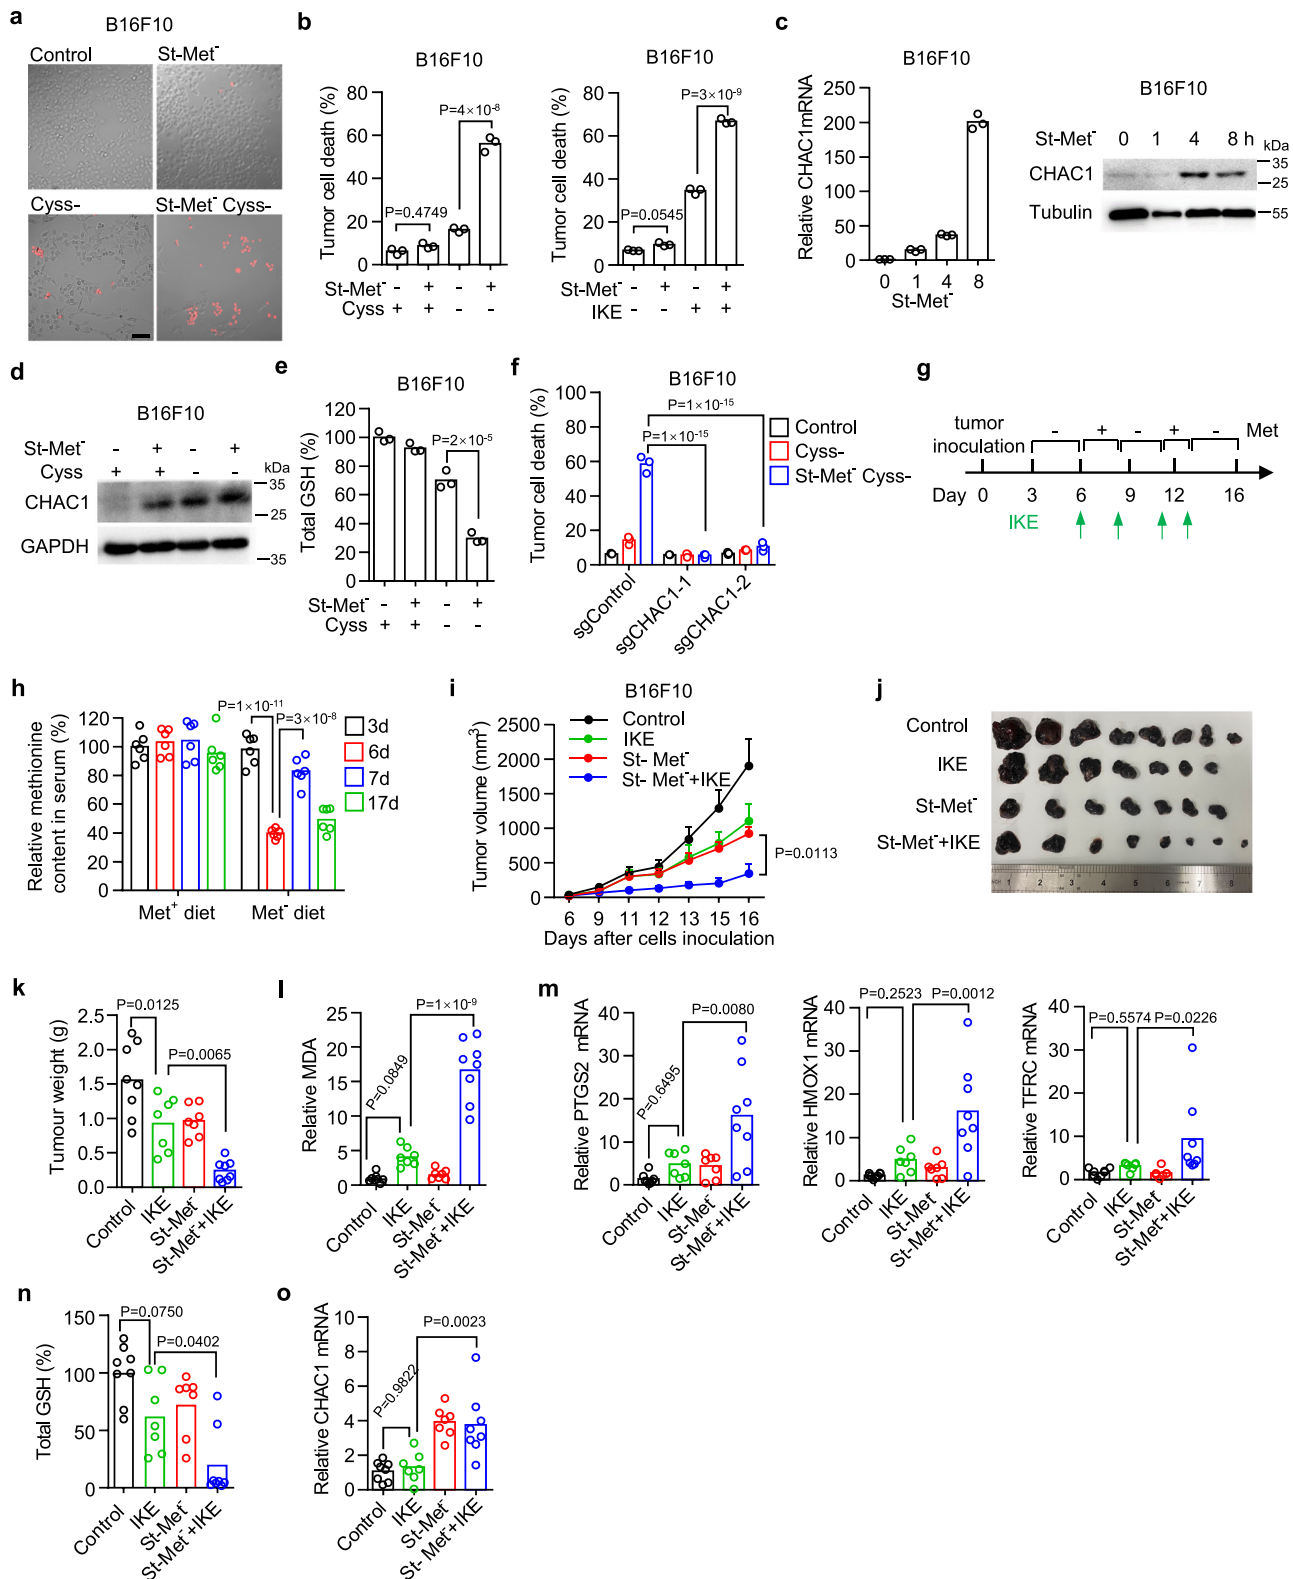 a
B16F10
Control
St-Met⁻
Cyss-
St-Met⁻ Cyss-
b
B16F10
Tumor cell death (%)
80
60
40
20
0
P=4×10⁻⁸
P=0.4749
St-Met⁻ - + - +
Cyss + + - -
B16F10
Tumor cell death (%)
80
60
40
20
0
P=3×10⁻⁹
P=0.0545
St-Met⁻ - + - +
IKE - - + +
c
B16F10
Relative CHAC1mRNA
250
200
150
100
50
0
0 1 4 8
St-Met⁻
B16F10
St-Met⁻ 0 1 4 8 h
kDa
CHAC1
35
25
Tubulin
55
d
B16F10
St-Met⁻ - + - +
Cyss + + - -
kDa
CHAC1
35
25
GAPDH
35
e
B16F10
Total GSH (%)
120
100
80
60
40
20
0
P=2×10⁻⁵
St-Met⁻ - + - +
Cyss + + - -
f
B16F10
Tumor cell death (%)
100
80
60
40
20
0
P=1×10⁻¹⁵
P=1×10⁻¹⁵
Control
Cyss-
St-Met⁻ Cyss-
sgControl
sgCHAC1-1
sgCHAC1-2
g
tumor
inoculation
- + - + -
Met
Day 0 3 6 9 12 16
IKE
h
Relative methionine
content in serum (%)
120
100
80
60
40
20
0
P=1×10⁻¹¹
P=3×10⁻⁸
3d
6d
7d
17d
Met⁺ diet
Met⁻ diet
i
B16F10
Tumor volume (mm³)
2500
2000
1500
1000
500
0
Control
IKE
St- Met⁻
St- Met⁻+IKE
P=0.0113
6 9 11 12 13 15 16
Days after cells inoculation
j
Control
IKE
St-Met⁻
St-Met⁻+IKE
1 2 3 4 5 6 7 8
k
Tumour weight (g)
2.5
2.0
1.5
1.0
0.5
0.0
P=0.0125
P=0.0065
Control
IKE
St-Met⁻
St-Met⁻+IKE
l
Relative MDA
25
20
15
10
5
0
P=0.0849
P=1×10⁻⁹
Control
IKE
St-Met⁻
St-Met⁻+IKE
m
Relative PTGS2 mRNA
40
30
20
10
0
P=0.6495
P=0.0080
Control
IKE
St-Met⁻
St-Met⁻+IKE
Relative HMOX1 mRNA
40
30
20
10
0
P=0.2523
P=0.0012
Control
IKE
St-Met⁻
St-Met⁻+IKE
Relative TFRC mRNA
40
30
20
10
0
P=0.5574
P=0.0226
Control
IKE
St-Met⁻
St-Met⁻+IKE
n
Total GSH (%)
150
100
50
0
P=0.0750
P=0.0402
Control
IKE
St-Met⁻
St-Met⁻+IKE
o
Relative CHAC1 mRNA
10
8
6
4
2
0
P=0.9822
P=0.0023
Control
IKE
St-Met⁻
St- Met⁻+IKE